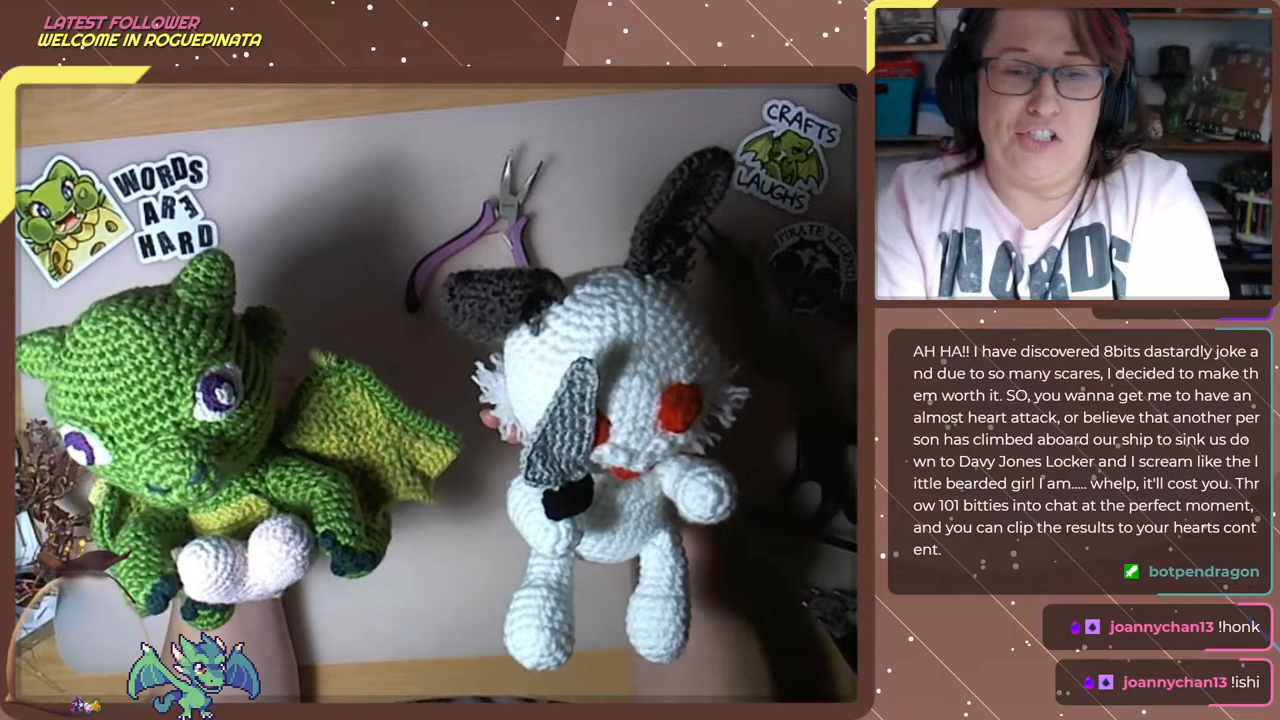 LATEST FOLLOWER
WELCOME IN ROGUEPINATA
WORDS
ARE
HARD
CRAFTS
LAUGHS
PIRATE LEGEND
WORDS
AH HA!! I have discovered 8bits dastardly joke a
nd due to so many scares, I decided to make th
em worth it. SO, you wanna get me to have an
almost heart attack, or believe that another per
son has climbed aboard our ship to sink us do
wn to Davy Jones Locker and I scream like the l
ittle bearded girl I am..... whelp, it'll cost you. Thr
ow 101 bitties into chat at the perfect moment,
and you can clip the results to your hearts cont
ent.
botpendragon
joannychan13 !honk
joannychan13 !ishi